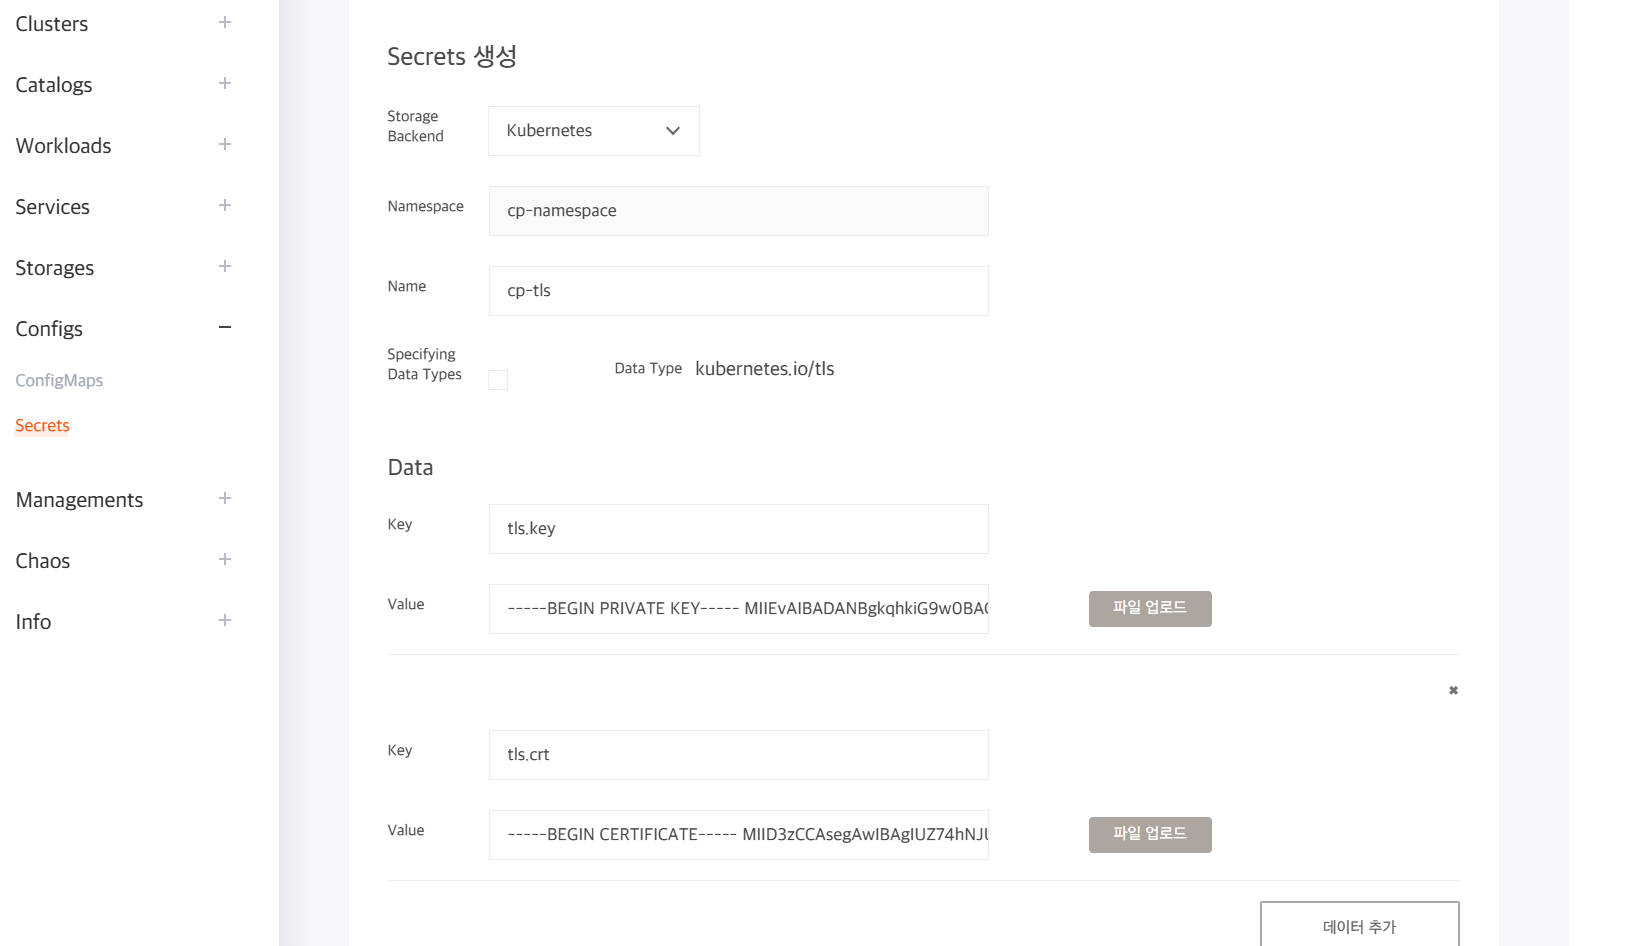 Clusters
Catalogs
Workloads
Services
Storages
Configs
ConfigMaps
Secrets
Managements
Chaos
Info
Secrets 생성
Storage
Backend
Kubernetes
Namespace
cp-namespace
Name
cp-tls
Specifying
Data Types
Data Type kubernetes.io/tls
Data
Key
tls.key
Value
-----BEGIN PRIVATE KEY----- MIIEvAIBADANBgkqhkiG9w0BA
파일 업로드
Key
tls.crt
Value
-----BEGIN CERTIFICATE----- MIID3zCCAsegAwIBAgIUZ74hNJ
파일 업로드
데이터 추가